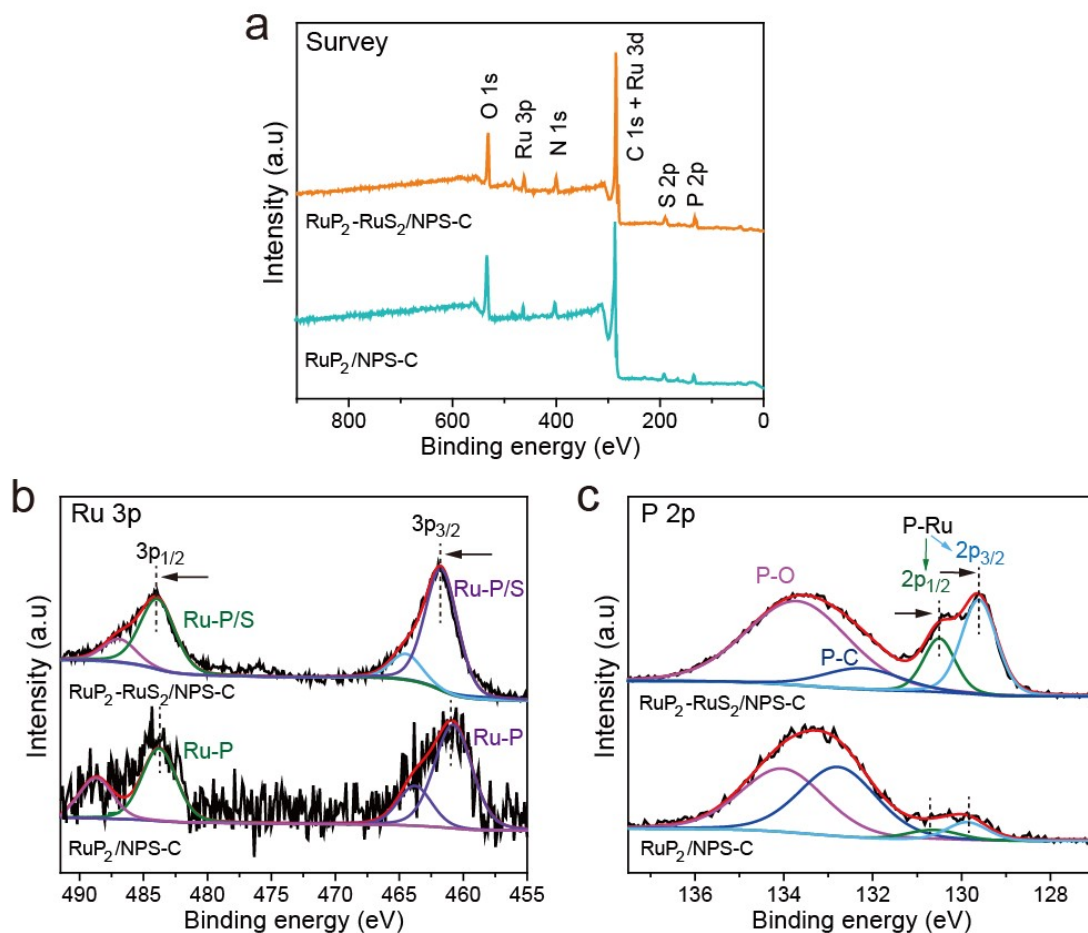 a
Survey
O 1s
Ru 3p
N 1s
C 1s + Ru 3d
S 2p
P 2p
RuP₂-RuS₂/NPS-C
RuP₂/NPS-C
Intensity (a.u)
800 600 400 200 0
Binding energy (eV)
b
Ru 3p
3p₁/₂
3p₃/₂
Ru-P/S
Ru-P/S
RuP₂-RuS₂/NPS-C
Ru-P
Ru-P
RuP₂/NPS-C
Intensity (a.u)
490 485 480 475 470 465 460 455
Binding energy (eV)
c
P 2p
P-Ru
2p₃/₂
2p₁/₂
P-O
P-C
RuP₂-RuS₂/NPS-C
RuP₂/NPS-C
Intensity (a.u)
136 134 132 130 128
Binding energy (eV)